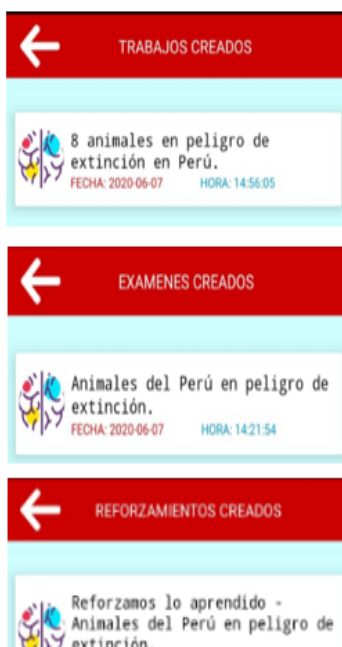 TRABAJOS CREADOS
8 animales en peligro de
extinción en Perú.
FECHA: 2020-06-07 HORA: 14:56:05
EXAMENES CREADOS
Animales del Perú en peligro de
extinción.
FECHA: 2020-06-07 HORA: 14:21:54
REFORZAMIENTOS CREADOS
Reforzamos lo aprendido -
Animales del Perú en peligro de
extinción.